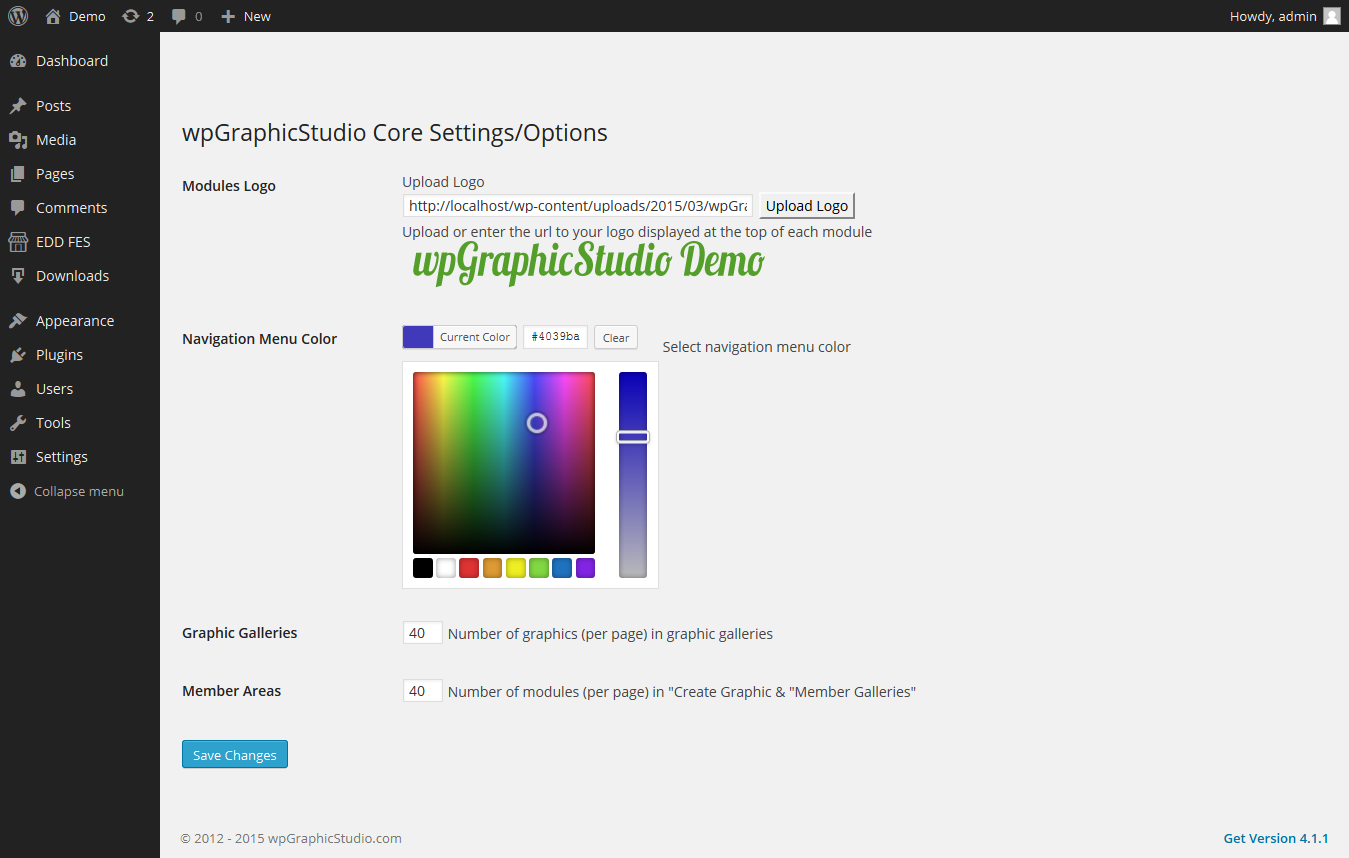 Demo 2 0 New Howdy, admin
Dashboard
Posts
Media
Pages
Comments
EDD FES
Downloads
Appearance
Plugins
Users
Tools
Settings
Collapse menu
wpGraphicStudio Core Settings/Options
Modules Logo
Upload Logo
http://localhost/wp-content/uploads/2015/03/wpGra Upload Logo
Upload or enter the url to your logo displayed at the top of each module
wpGraphicStudio Demo
Navigation Menu Color Current Color #4039ba Clear Select navigation menu color
Graphic Galleries 40 Number of graphics (per page) in graphic galleries
Member Areas 40 Number of modules (per page) in "Create Graphic & "Member Galleries"
Save Changes
© 2012 - 2015 wpGraphicStudio.com Get Version 4.1.1